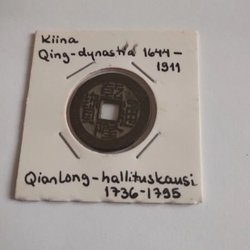 Kiina
Qing-dynastia 1644-
1911
QianLong-hallituskausi
1736-1795